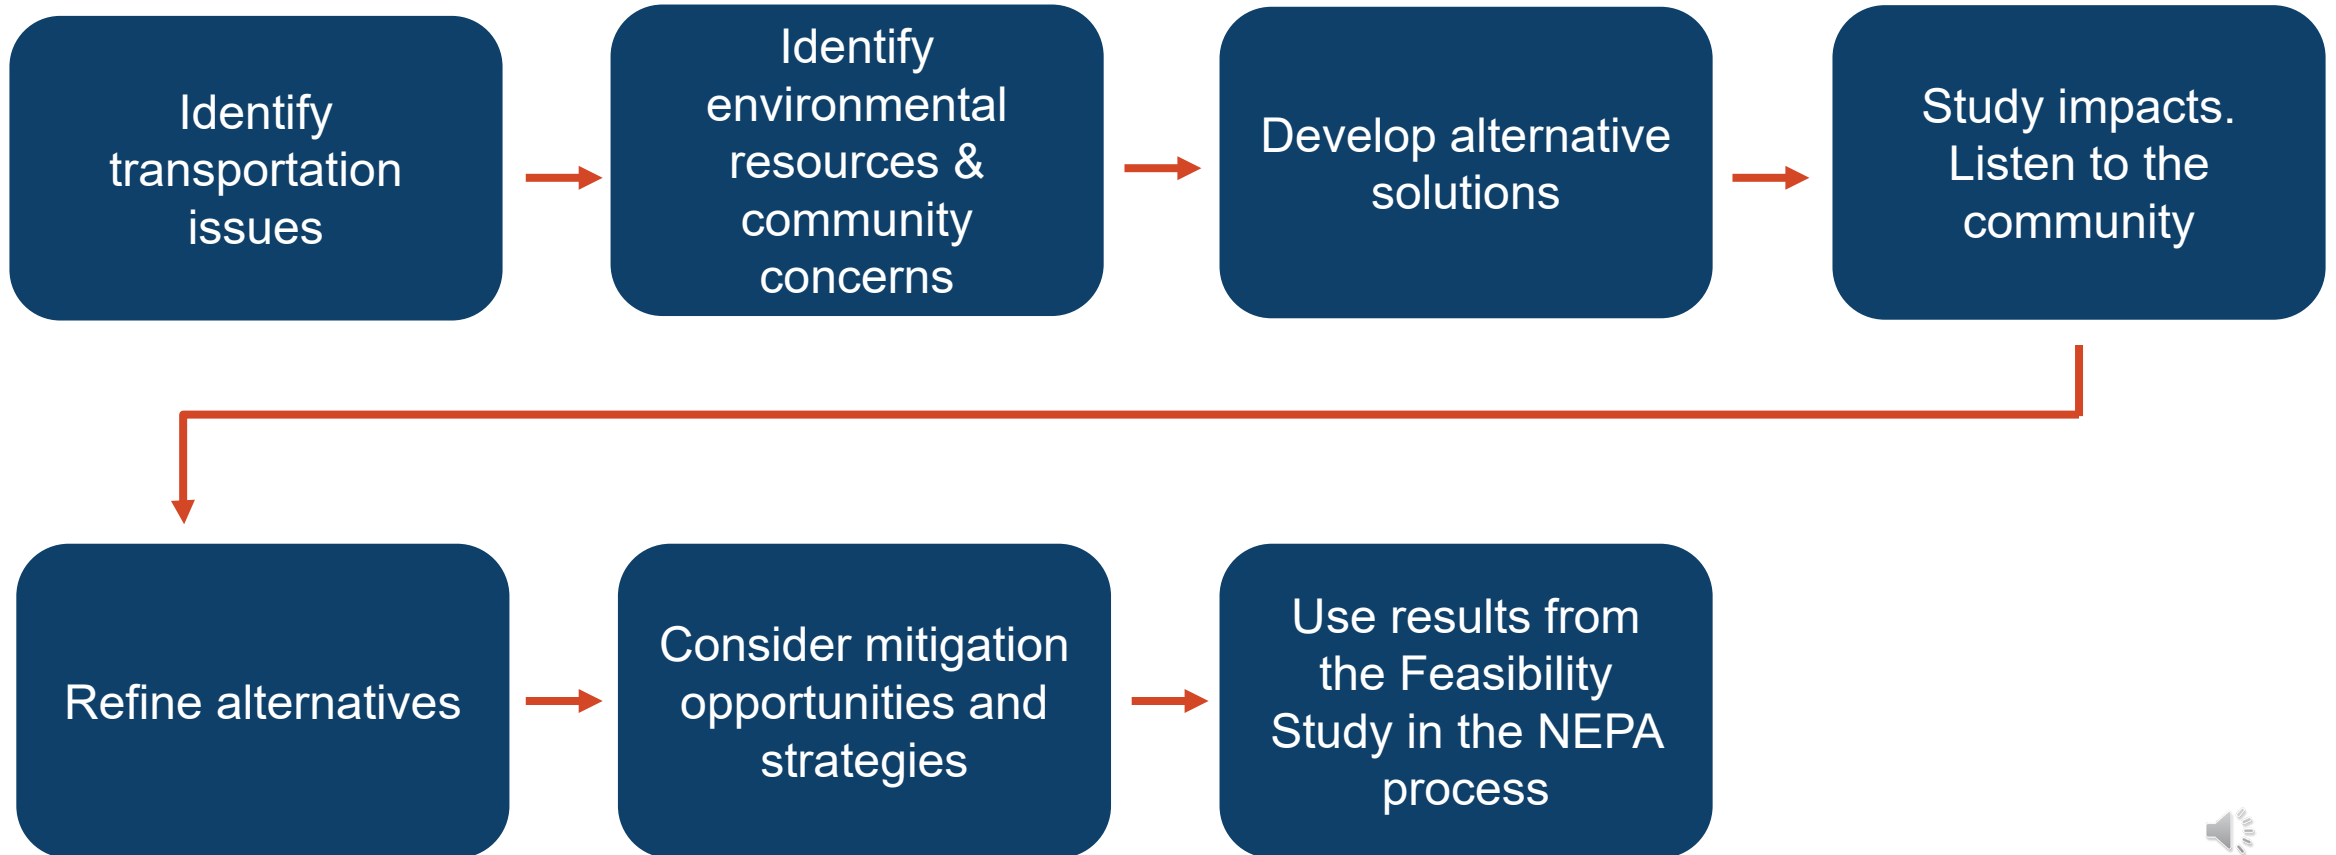 Identify
transportation
issues
Identify
environmental
resources &
community
concerns
Develop alternative
solutions
Study impacts.
Listen to the
community
Refine alternatives
Consider mitigation
opportunities and
strategies
Use results from
the Feasibility
Study in the NEPA
process